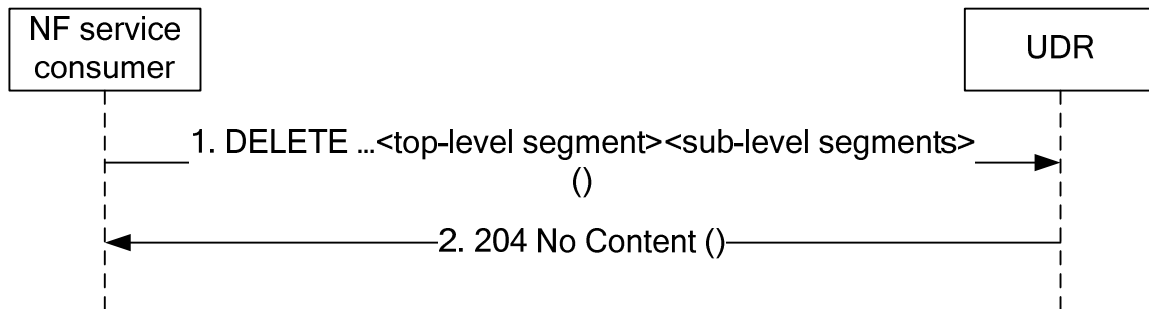 NF service
consumer
UDR
1. DELETE ...<top-level segment><sub-level segments>
()
2. 204 No Content ()